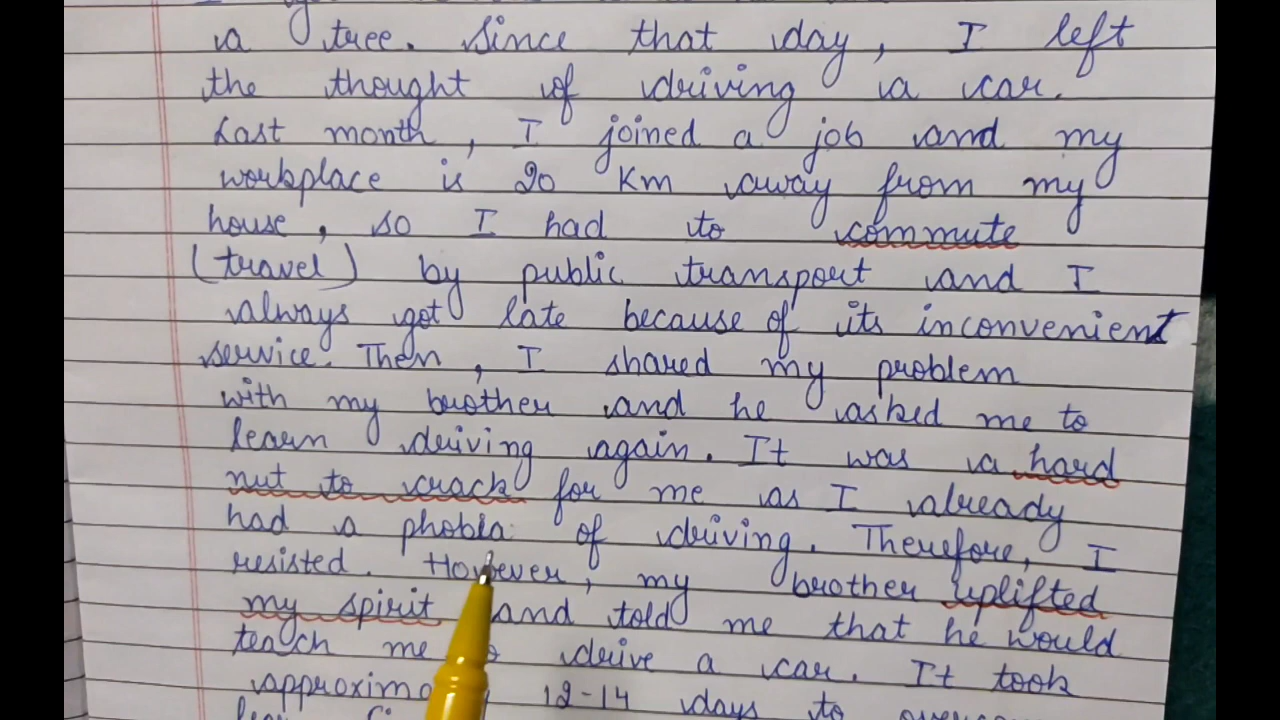 a tree. Since that day, I left
the thought of driving a car.
Last month, I joined a job and my
workplace is 20 Km away from my
house, so I had to commute
(travel) by public transport and I
always got late because of its inconvenient
service. Then, I shared my problem
with my brother and he asked me to
learn driving again. It was a hard
nut to crack for me as I already
had a phobia of driving. Therefore, I
resisted. However, my brother uplifted
my spirit and told me that he would
teach me drive a car. It took
12-14 days to